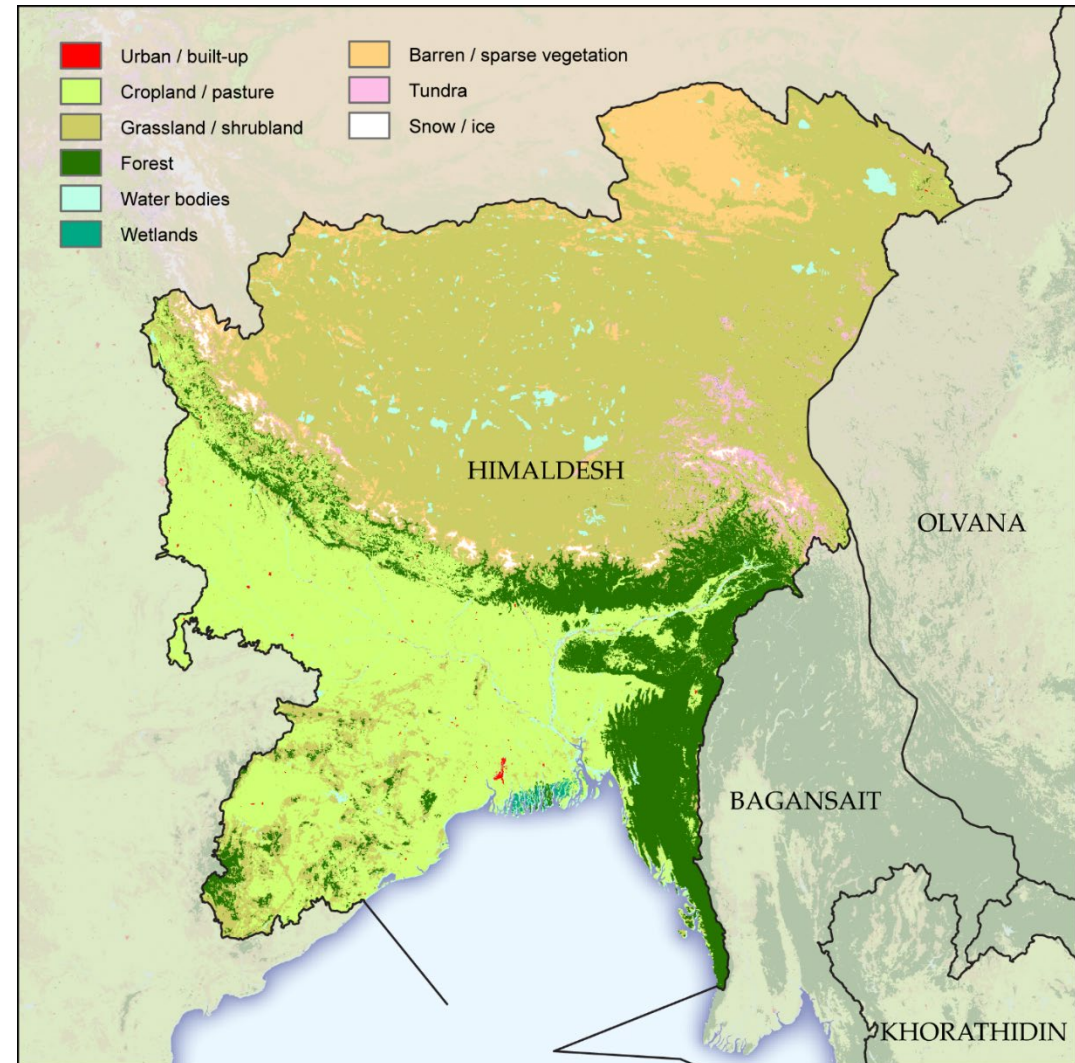 Urban / built-up
Cropland / pasture
Grassland / shrubland
Forest
Water bodies
Wetlands
Barren / sparse vegetation
Tundra
Snow / ice
HIMALDESH
OLVANA
BAGANSAIT
KHORATHIDIN